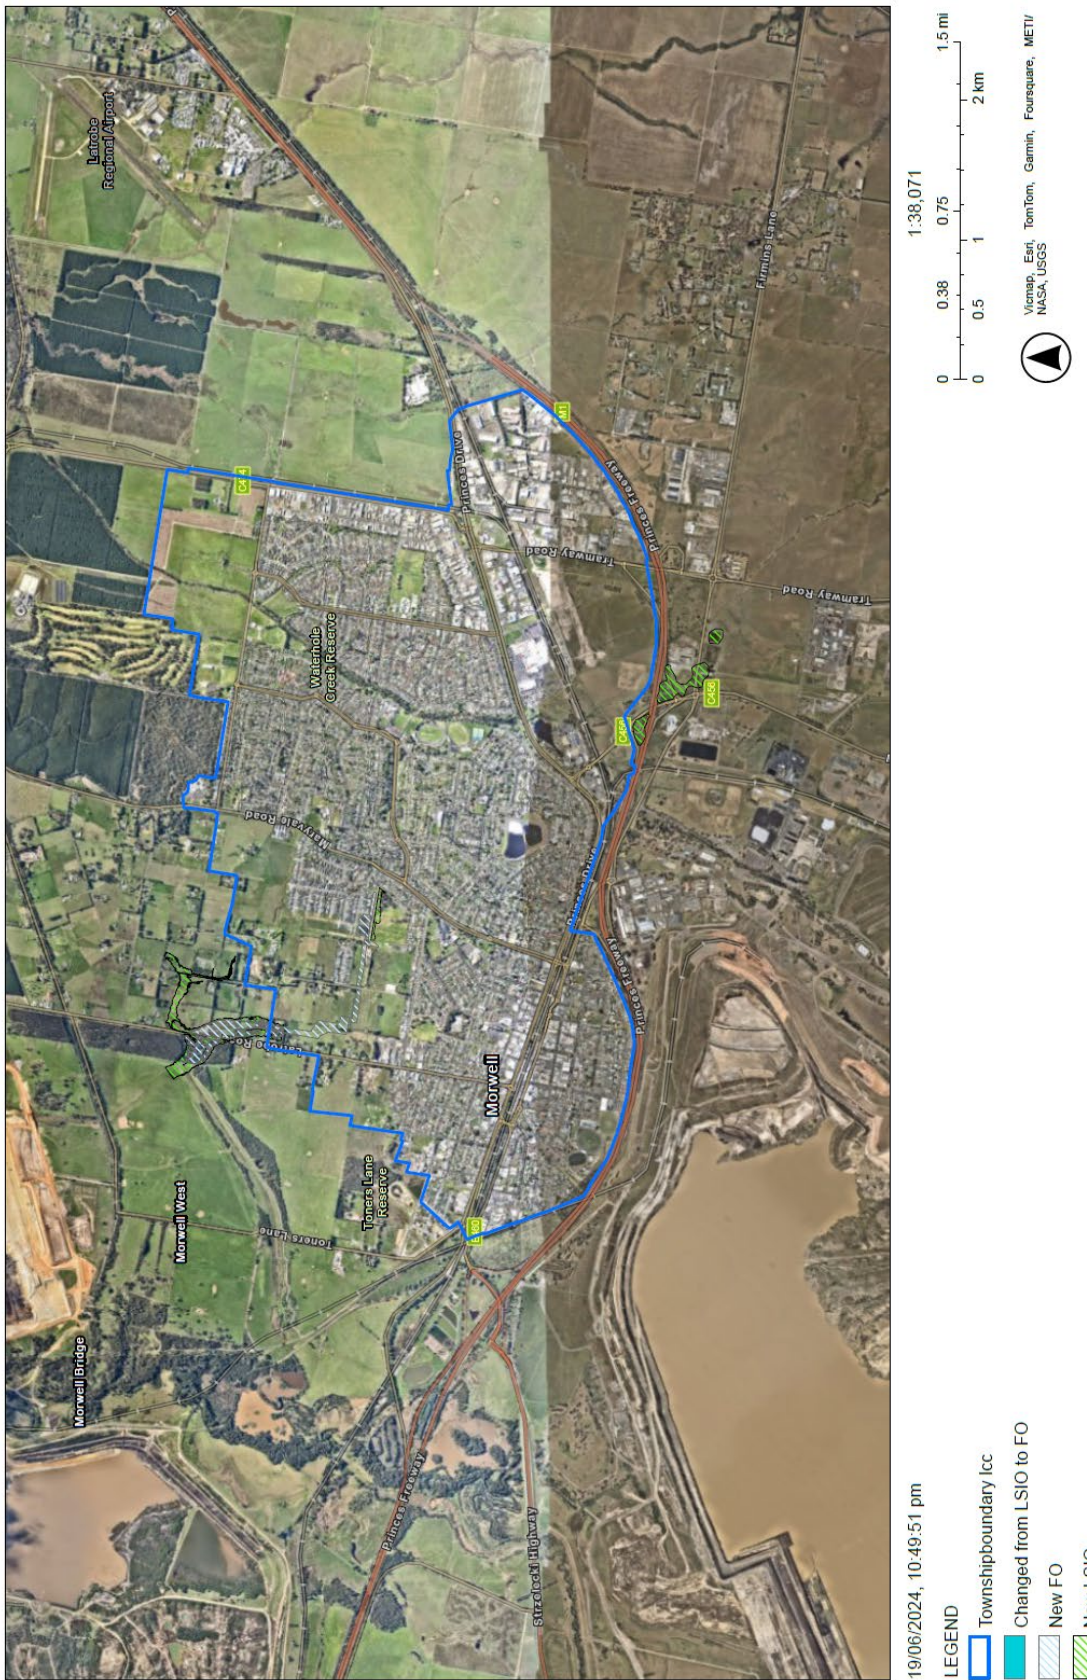 Latrobe
Regional Airport
Princes Drive
C474
M1
Princes Freeway
Tramway Road
Tramway Road
Firmins Lane
Waterhole
Creek Reserve
C456
C456
Maryvale Road
Princes Drive
Princes Freeway
Morwell
Toners Lane
Reserve
Toners Lane
Morwell West
Morwell Bridge
Princes Freeway
Strzelecki Highway
19/06/2024, 10:49:51 pm
LEGEND
Townshipboundary lcc
Changed from LSIO to FO
New FO
New LSIO
1:38,071
0 0.38 0.75 1.5 mi
0 0.5 1 2 km
Vicmap, Esri, TomTom, Garmin, Foursquare, METI/
NASA, USGS